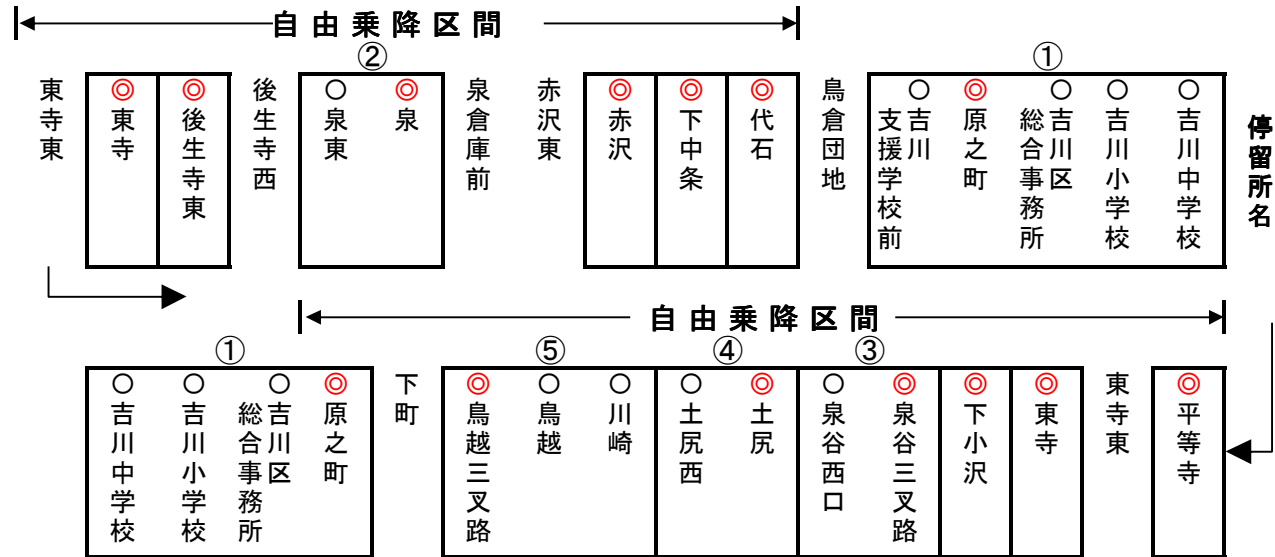 自由乗降区間
①
②
停留所名
○吉川中学校
○吉川小学校
○吉川区
総合事務所
◎原之町
○吉川
支援学校前
鳥倉団地
◎代石
◎下中条
◎赤沢
赤沢東
泉倉庫前
◎泉
○泉東
後生寺西
◎後生寺東
◎東寺
東寺東
自由乗降区間
③
④
⑤
①
◎平等寺
東寺東
◎東寺
◎下小沢
◎泉谷三叉路
○泉谷西口
◎土尻
○土尻西
○川崎
○鳥越
◎鳥越三叉路
下町
◎原之町
○吉川区
総合事務所
○吉川小学校
○吉川中学校